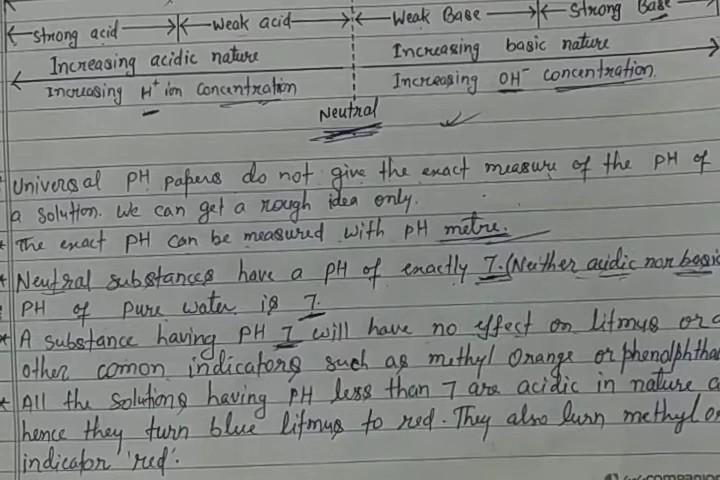 Strong acid Weak acid Weak Base Strong Base
Increasing acidic nature Increasing basic nature
Increasing H⁺ ion concentration Increasing OH⁻ concentration.
Neutral
Universal PH papers do not give the exact measure of the PH of
a solution. We can get a rough idea only.
* The exact PH can be measured with PH metre.
* Neutral substances have a PH of exactly 7. (Neither acidic nor basic
PH of pure water is 7.
* A substance having PH 7 will have no effect on litmus or
other comon indicators such as methyl Orange or
* All the Solutions having PH less than 7 are acidic in nature
hence they turn blue litmus to red. They also turn methyl
indicator 'red'.